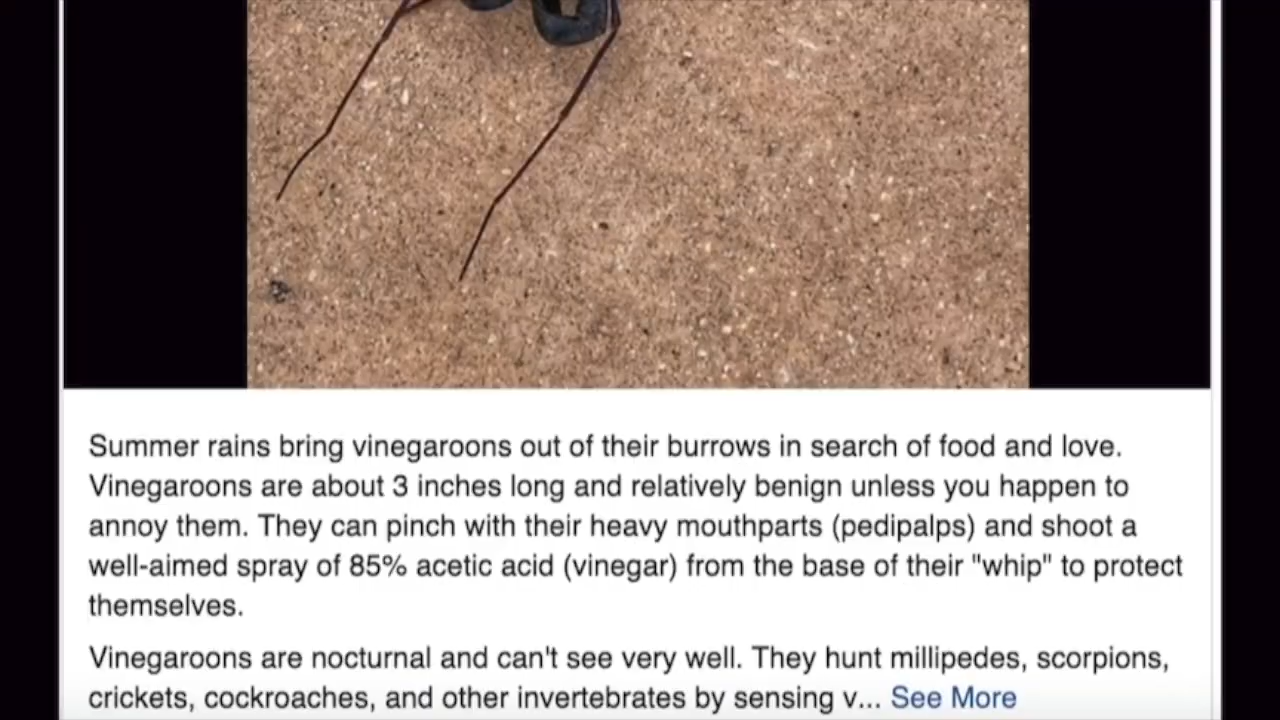 Summer rains bring vinegaroons out of their burrows in search of food and love.
Vinegaroons are about 3 inches long and relatively benign unless you happen to
annoy them. They can pinch with their heavy mouthparts (pedipalps) and shoot a
well-aimed spray of 85% acetic acid (vinegar) from the base of their "whip" to protect
themselves.
Vinegaroons are nocturnal and can't see very well. They hunt millipedes, scorpions,
crickets, cockroaches, and other invertebrates by sensing v... See More